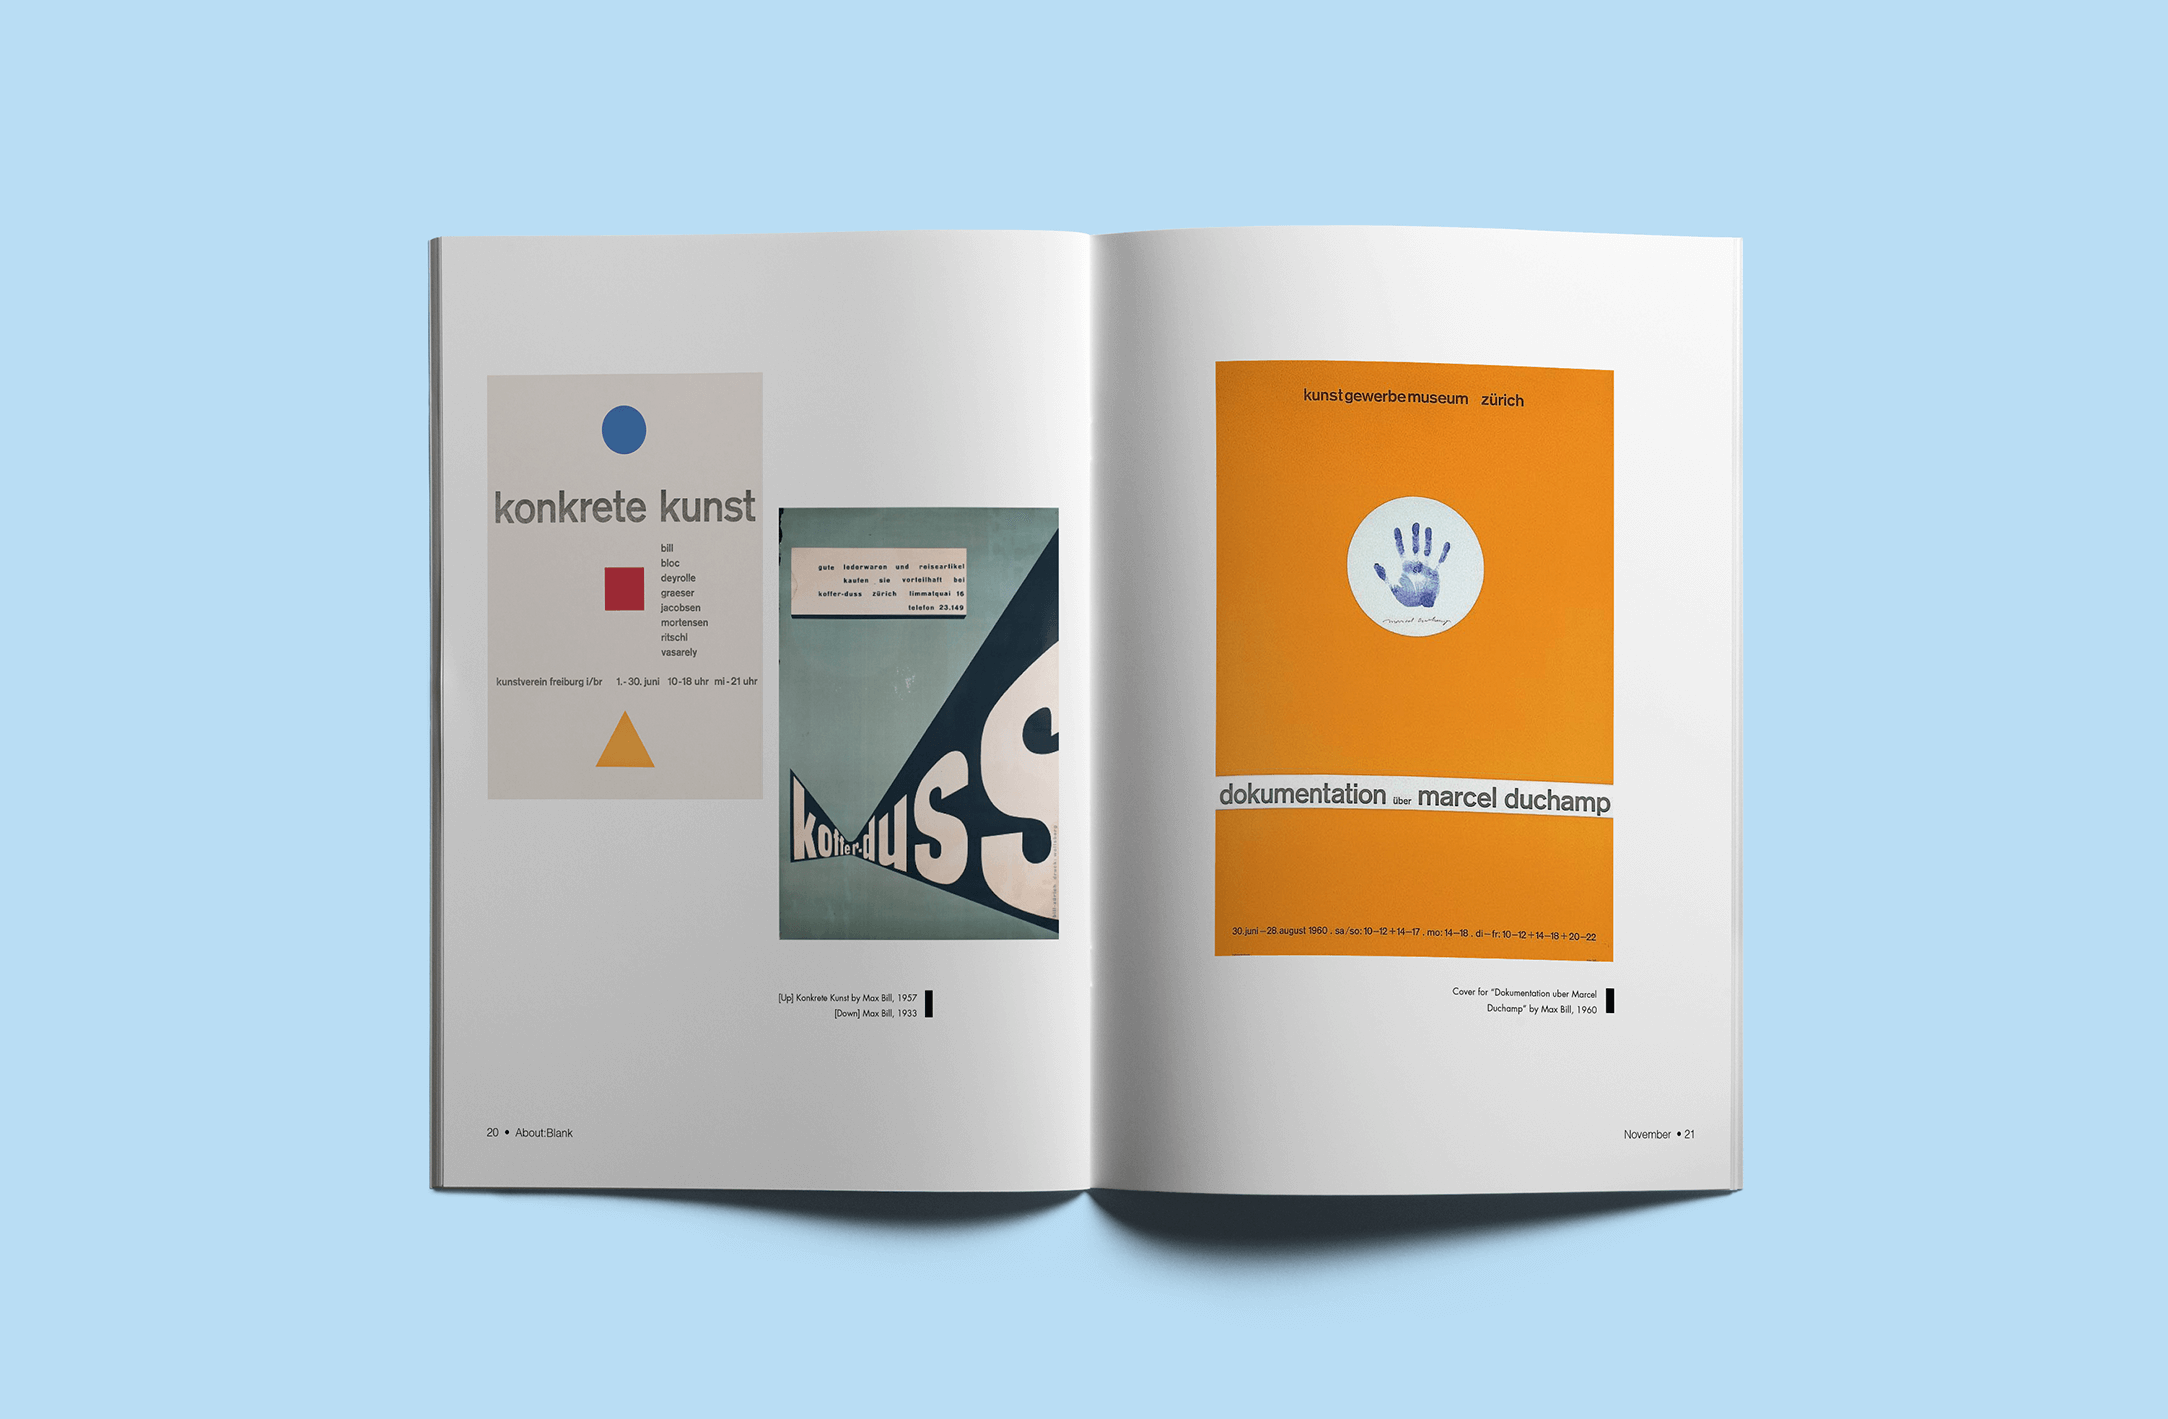 konkrete kunst
bill
bloc
deyrolle
graeser
jacobsen
mortensen
ritschl
vasarely
kunstverein freiburg i/br 1.-30. juni 10-18 uhr mi-21 uhr
gute lederwaren und reiseartikel
kaufen sie vorteilhaft bei
koffer-duss zürich limmatquai 16
telefon 23.149
koffer-duss
[Up] Konkrete Kunst by Max Bill, 1957
[Down] Max Bill, 1933
20 • About:Blank
kunstgewerbemuseum zürich
marcel duchamp
dokumentation über marcel duchamp
30. juni–28. august 1960 . sa/so: 10–12+14–17 . mo: 14–18 . di–fr: 10–12+14–18+20–22
Cover for "Dokumentation uber Marcel
Duchamp" by Max Bill, 1960
November • 21